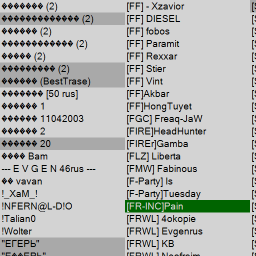 ������� (2)
������������� (2)
�������� (2)
������������ (2)
���������� (2)
���������� (2)
������ (BestTrase)
������� [50 rus]
������ 1
������ 11042003
������ 2
������ 20
���� Bam
--- E V G E N 46rus ---
�� vavan
!_XaM_!
!NFERN@L-D!O
!Talian0
!Wolter
"ЕГЕРЬ"
[FF] - Xzavior
[FF] DIESEL
[FF] fobos
[FF] Paramit
[FF] Rexxar
[FF] Stier
[FF] Vint
[FF]Akbar
[FF]HongTuyet
[FGC] Freaq-JaW
[FIRE]HeadHunter
[FIREr]Gamba
[FLZ] Liberta
[FMW] Fabinous
[F-Party] Is
[F-Party]Tuesday
[FR-INC]Pain
[FRWL] 4okopie
[FRWL] Evgenrus
[FRWL] KB
[FRWL] Nemez